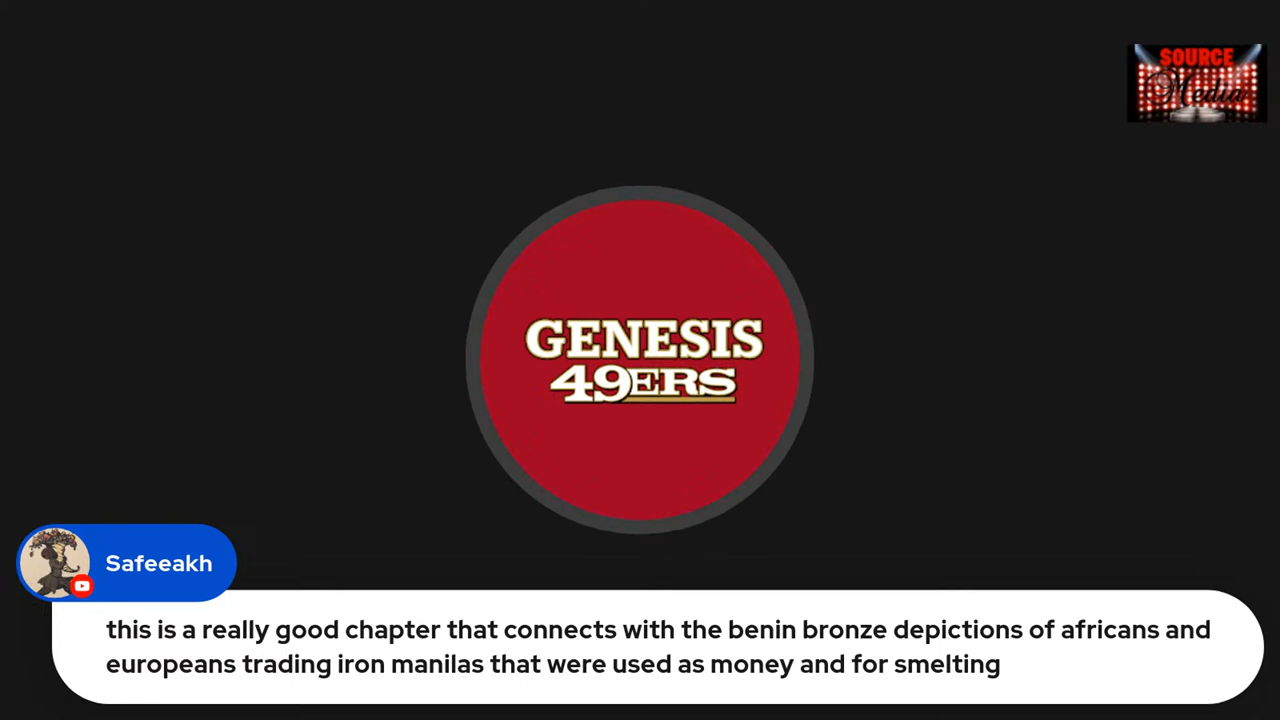 SOURCE
Media
GENESIS
49ERS
Safeeakh
this is a really good chapter that connects with the benin bronze depictions of africans and
europeans trading iron manilas that were used as money and for smelting